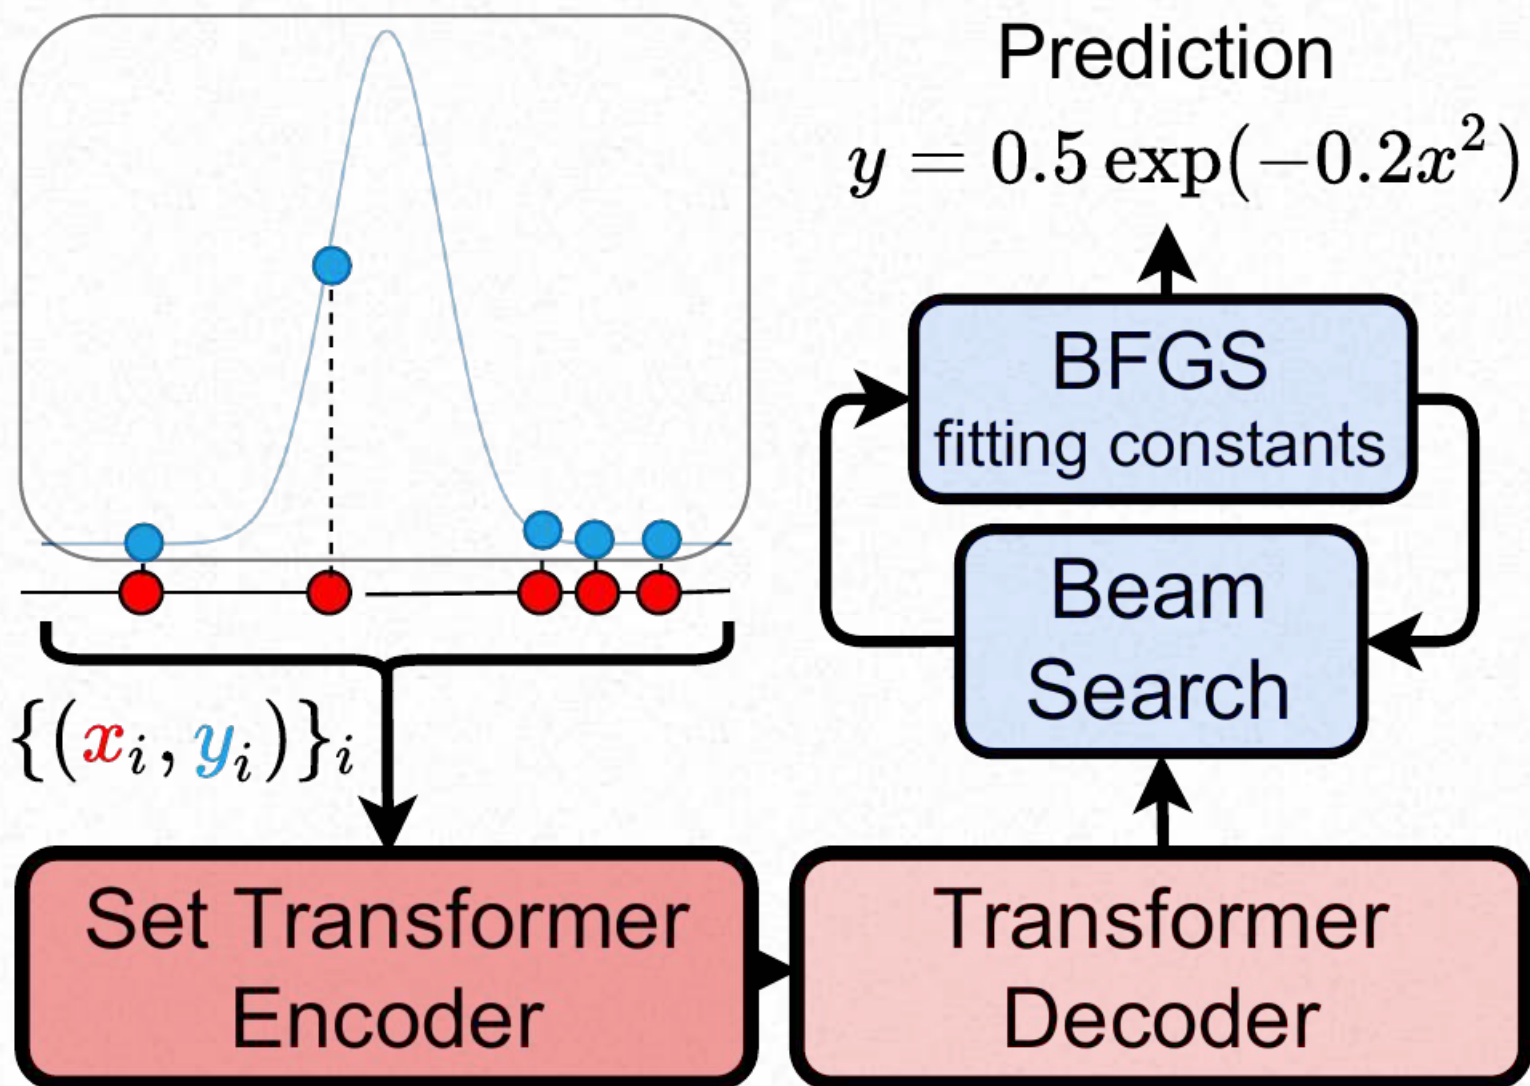 Prediction
y = 0.5 exp(−0.2x²)
BFGS
fitting constants
Beam
Search
{(xᵢ, yᵢ)}ᵢ
Set Transformer
Encoder
Transformer
Decoder